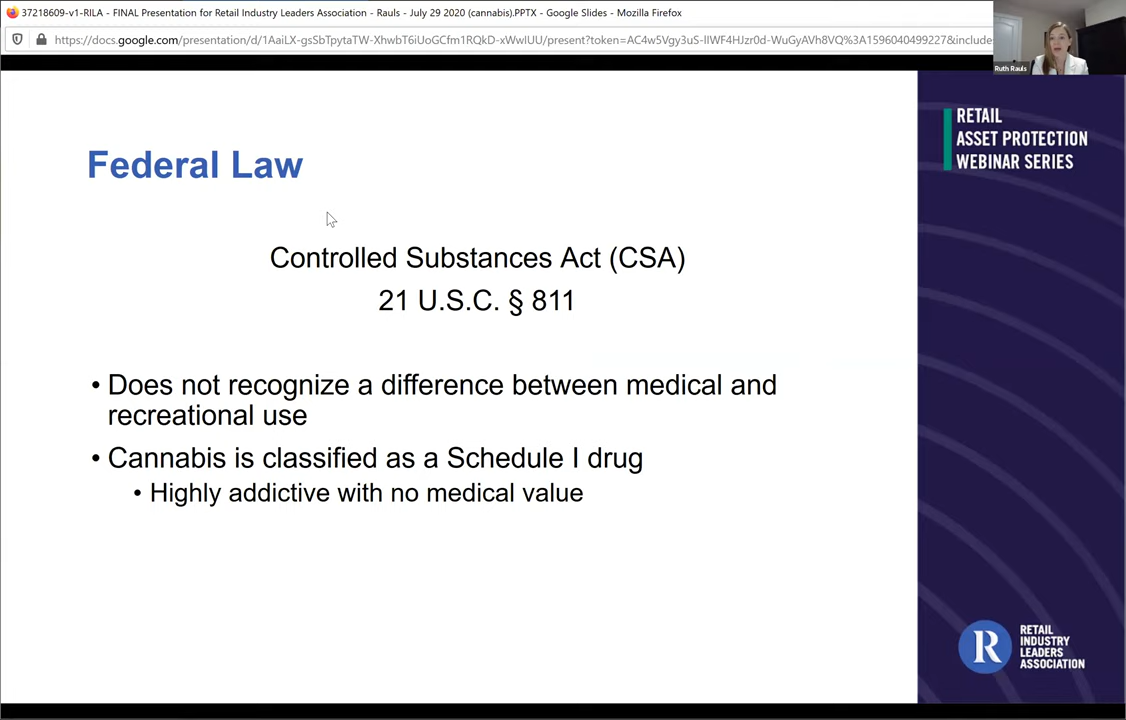 37218609-v1-RILA - FINAL Presentation for Retail Industry Leaders Association - Rauls - July 29 2020 (cannabis).PPTX - Google Slides - Mozilla Firefox
https://docs.google.com/presentation/d/1AaiLX-gsSbTpytaTW-XhwbT6iUoGCfm1RQkD-xWwIUU/present?token=AC4w5Vgy3uS-lIWF4HJzr0d-WuGyAVh8VQ%3A1596040499227&include
Ruth Rauls
RETAIL
ASSET PROTECTION
WEBINAR SERIES
Federal Law
Controlled Substances Act (CSA)
21 U.S.C. § 811
• Does not recognize a difference between medical and
recreational use
• Cannabis is classified as a Schedule I drug
• Highly addictive with no medical value
R
RETAIL
INDUSTRY
LEADERS
ASSOCIATION